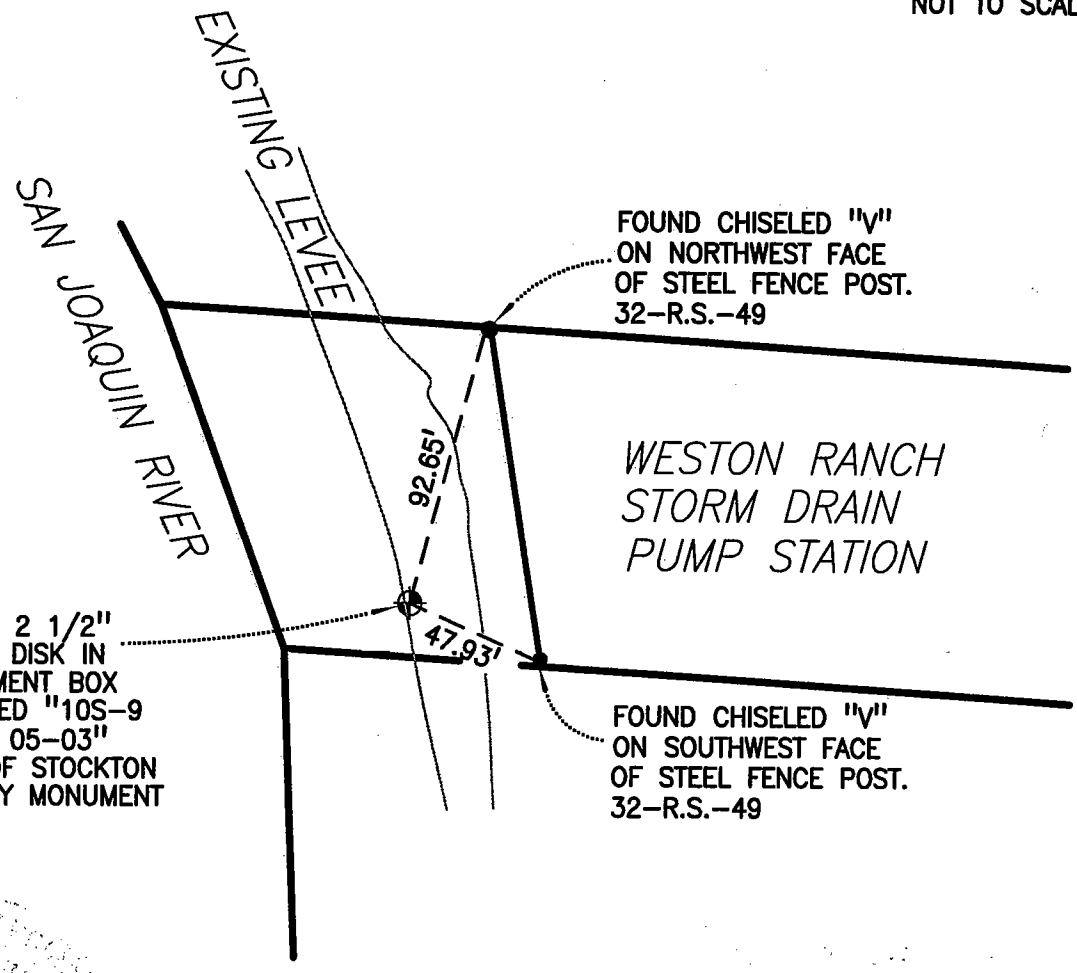 NOT TO SCAL
EXISTING LEVEE
SAN JOAQUIN RIVER
FOUND CHISELED "V"
ON NORTHWEST FACE
OF STEEL FENCE POST.
32-R.S.-49
92.65'
WESTON RANCH
STORM DRAIN
PUMP STATION
47.93'
2 1/2"
DISK IN
MENT BOX
ED "10S-9
05-03"
OF STOCKTON
Y MONUMENT
FOUND CHISELED "V"
ON SOUTHWEST FACE
OF STEEL FENCE POST.
32-R.S.-49